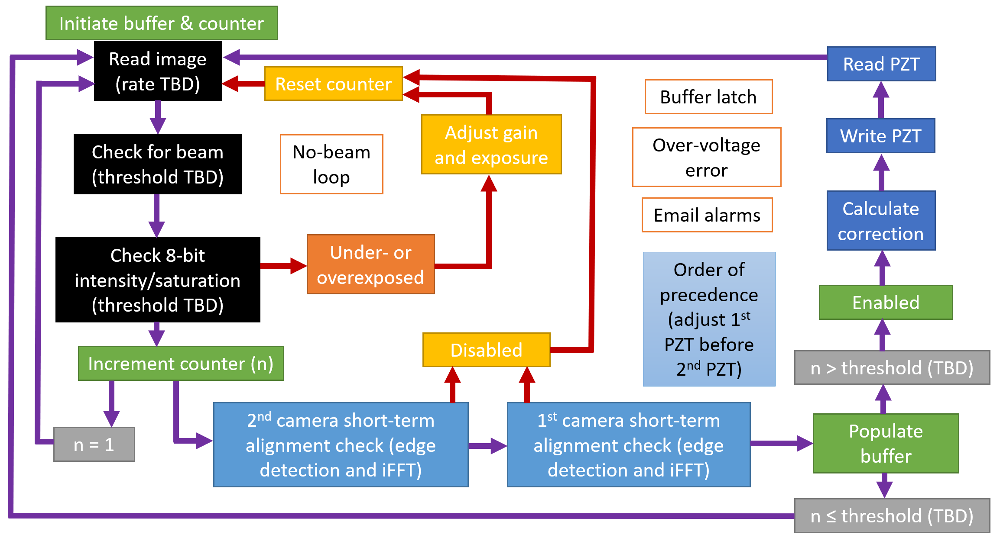 Initiate buffer & counter
Read image
(rate TBD)
Reset counter
Check for beam
(threshold TBD)
No-beam
loop
Adjust gain
and exposure
Check 8-bit
intensity/saturation
(threshold TBD)
Under- or
overexposed
Increment counter (n)
n = 1
Disabled
2nd camera short-term
alignment check (edge
detection and iFFT)
1st camera short-term
alignment check (edge
detection and iFFT)
Buffer latch
Over-voltage
error
Email alarms
Order of
precedence
(adjust 1st
PZT before
2nd PZT)
Read PZT
Write PZT
Calculate
correction
Enabled
n > threshold (TBD)
Populate
buffer
n ≤ threshold (TBD)